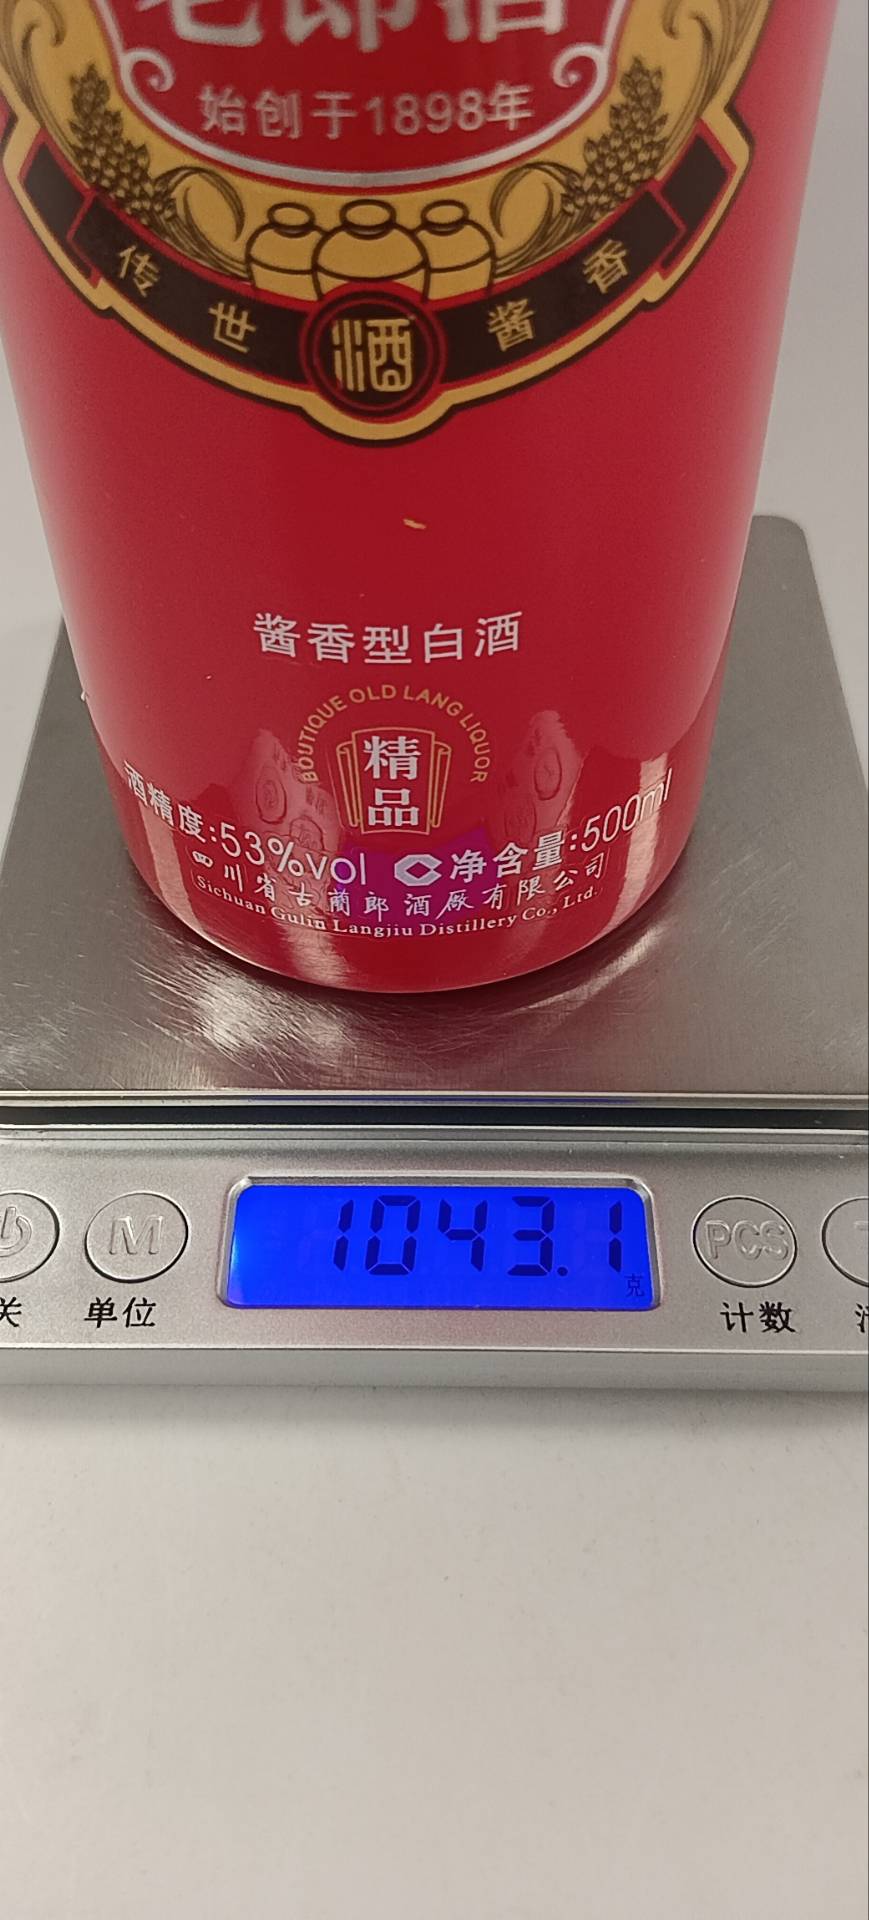 老郎酒
始创于1898年
传世酱香
酒
酱香型白酒
BOUTIQUE OLD LANG LIQUOR
精品
酒精度:53%vol
净含量:500ml
四川省古蔺郎酒厂有限公司
Sichuan Gulin Langjiu Distillery Co., Ltd.
1043.1
克
M
PCS
关
单位
计数